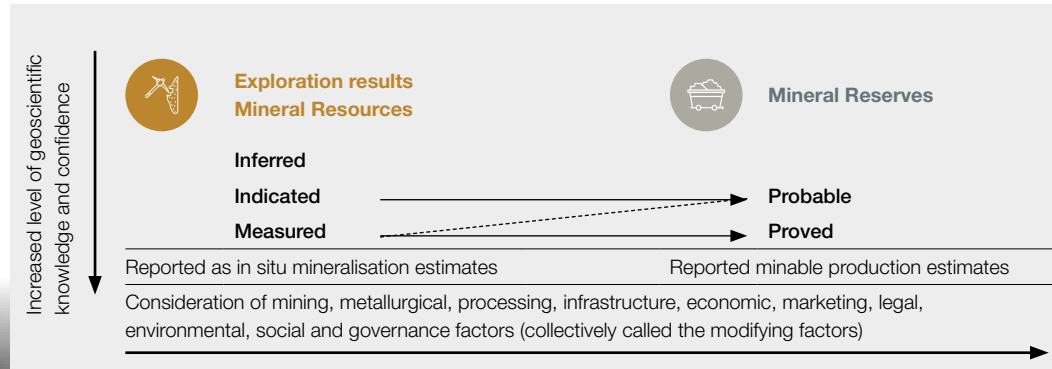 Increased level of geoscientific
knowledge and confidence
Exploration results
Mineral Resources
Mineral Reserves
Inferred
Indicated
Probable
Measured
Proved
Reported as in situ mineralisation estimates
Reported minable production estimates
Consideration of mining, metallurgical, processing, infrastructure, economic, marketing, legal,
environmental, social and governance factors (collectively called the modifying factors)